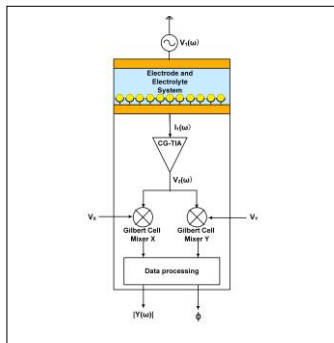 V₁(ω)
Electrode and
Electrolyte
System
I₁(ω)
CG-TIA
V₂(ω)
Vₓ
Vᵧ
Gilbert Cell
Mixer X
Gilbert Cell
Mixer Y
Data processing
|Y(ω)|
ϕ